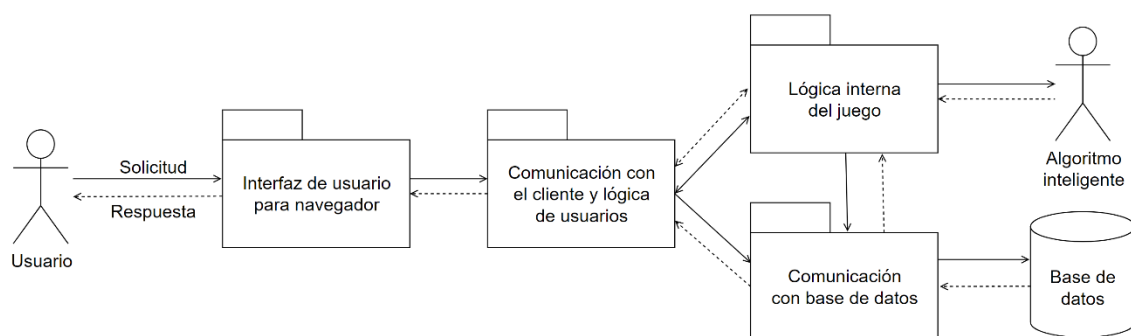 Solicitud
Respuesta
Usuario
Interfaz de usuario
para navegador
Comunicación con
el cliente y lógica
de usuarios
Lógica interna
del juego
Algoritmo
inteligente
Comunicación
con base de datos
Base de
datos